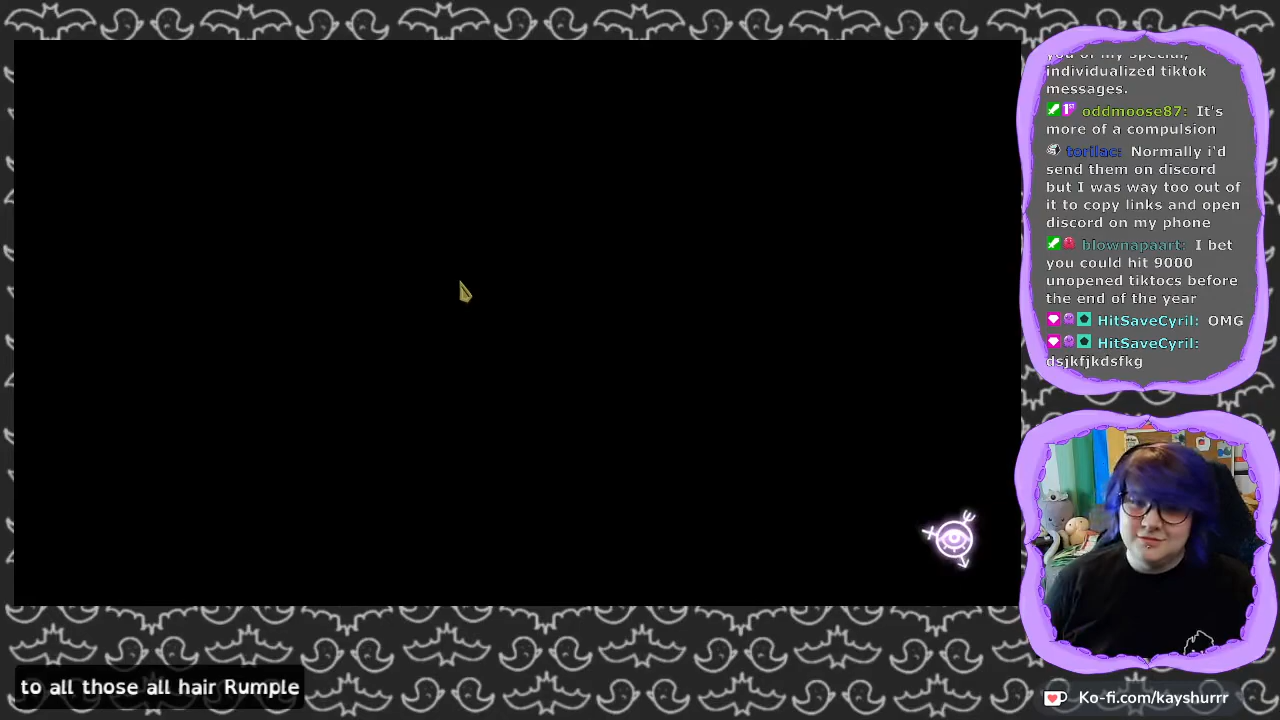 you of my special,
individualized tiktok
messages.
oddmoose87: It's
more of a compulsion
torilac: Normally i'd
send them on discord
but I was way too out of
it to copy links and open
discord on my phone
blownapaart: I bet
you could hit 9000
unopened tiktocs before
the end of the year
HitSaveCyril: OMG
HitSaveCyril:
dsjkfjkdsfkg
to all those all hair Rumple
Ko-fi.com/kayshurrr